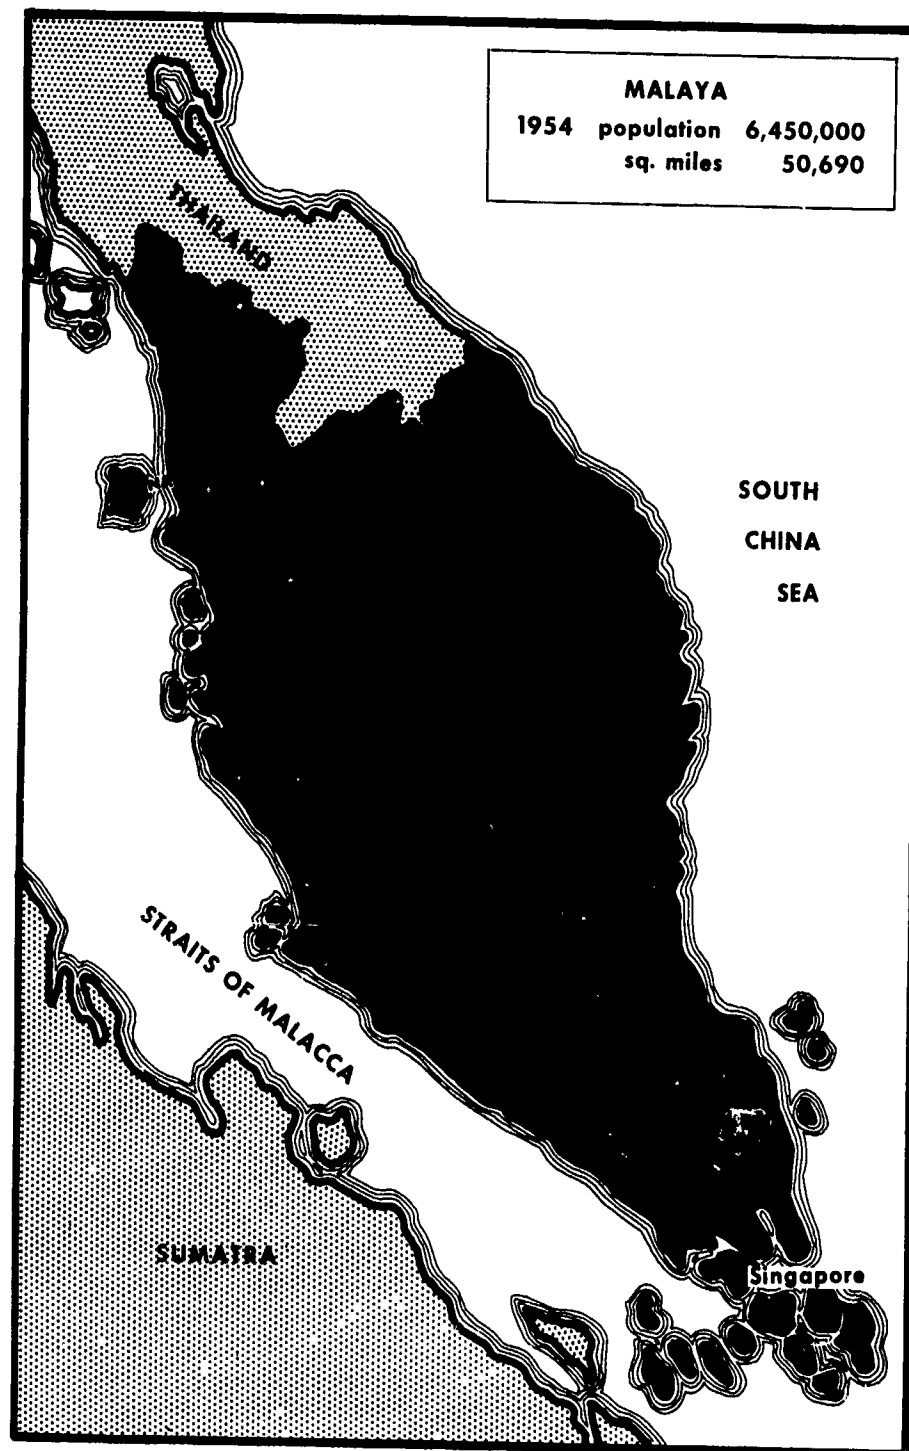 MALAYA
1954 population 6,450,000
sq. miles 50,690
THAILAND
SOUTH
CHINA
SEA
STRAITS OF MALACCA
SUMATRA
Singapore